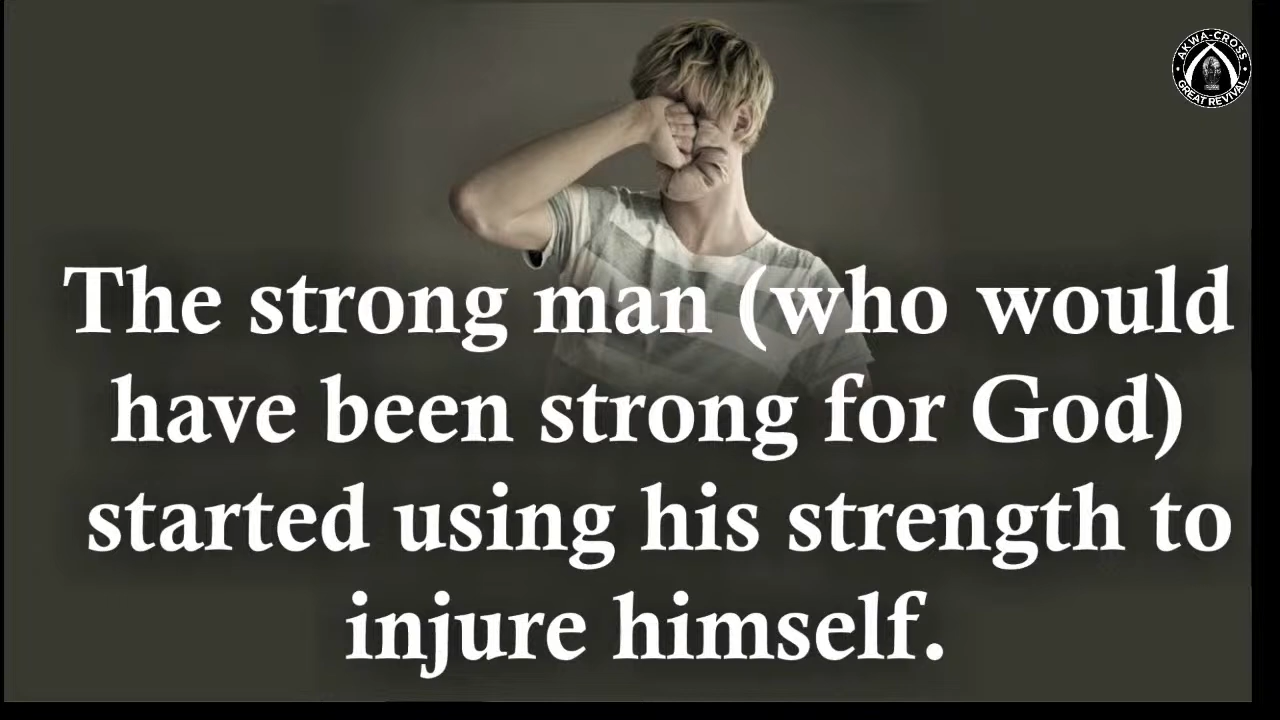 AKWA-CROSS
GREAT REVIVAL
The strong man (who would
have been strong for God)
started using his strength to
injure himself.